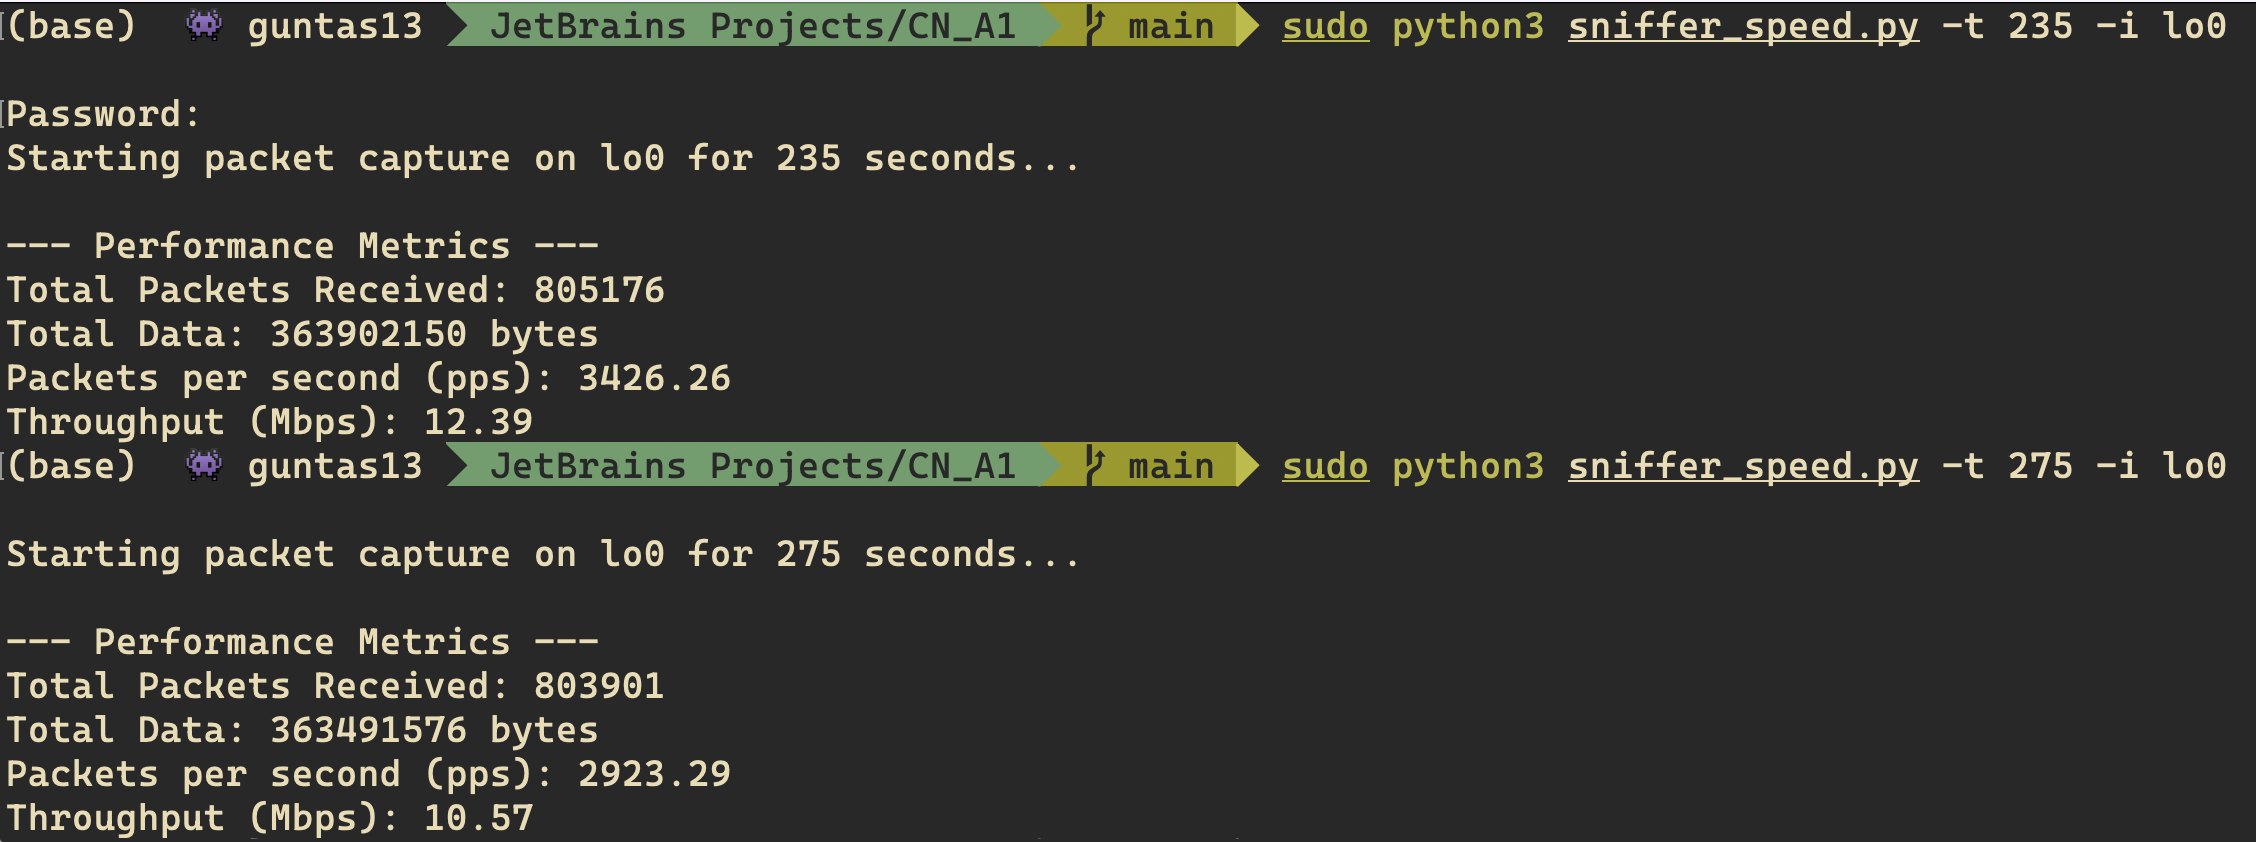 (base) guntas13 JetBrains Projects/CN_A1 main sudo python3 sniffer_speed.py -t 235 -i lo0
Password:
Starting packet capture on lo0 for 235 seconds...
--- Performance Metrics ---
Total Packets Received: 805176
Total Data: 363902150 bytes
Packets per second (pps): 3426.26
Throughput (Mbps): 12.39
(base) guntas13 JetBrains Projects/CN_A1 main sudo python3 sniffer_speed.py -t 275 -i lo0
Starting packet capture on lo0 for 275 seconds...
--- Performance Metrics ---
Total Packets Received: 803901
Total Data: 363491576 bytes
Packets per second (pps): 2923.29
Throughput (Mbps): 10.57